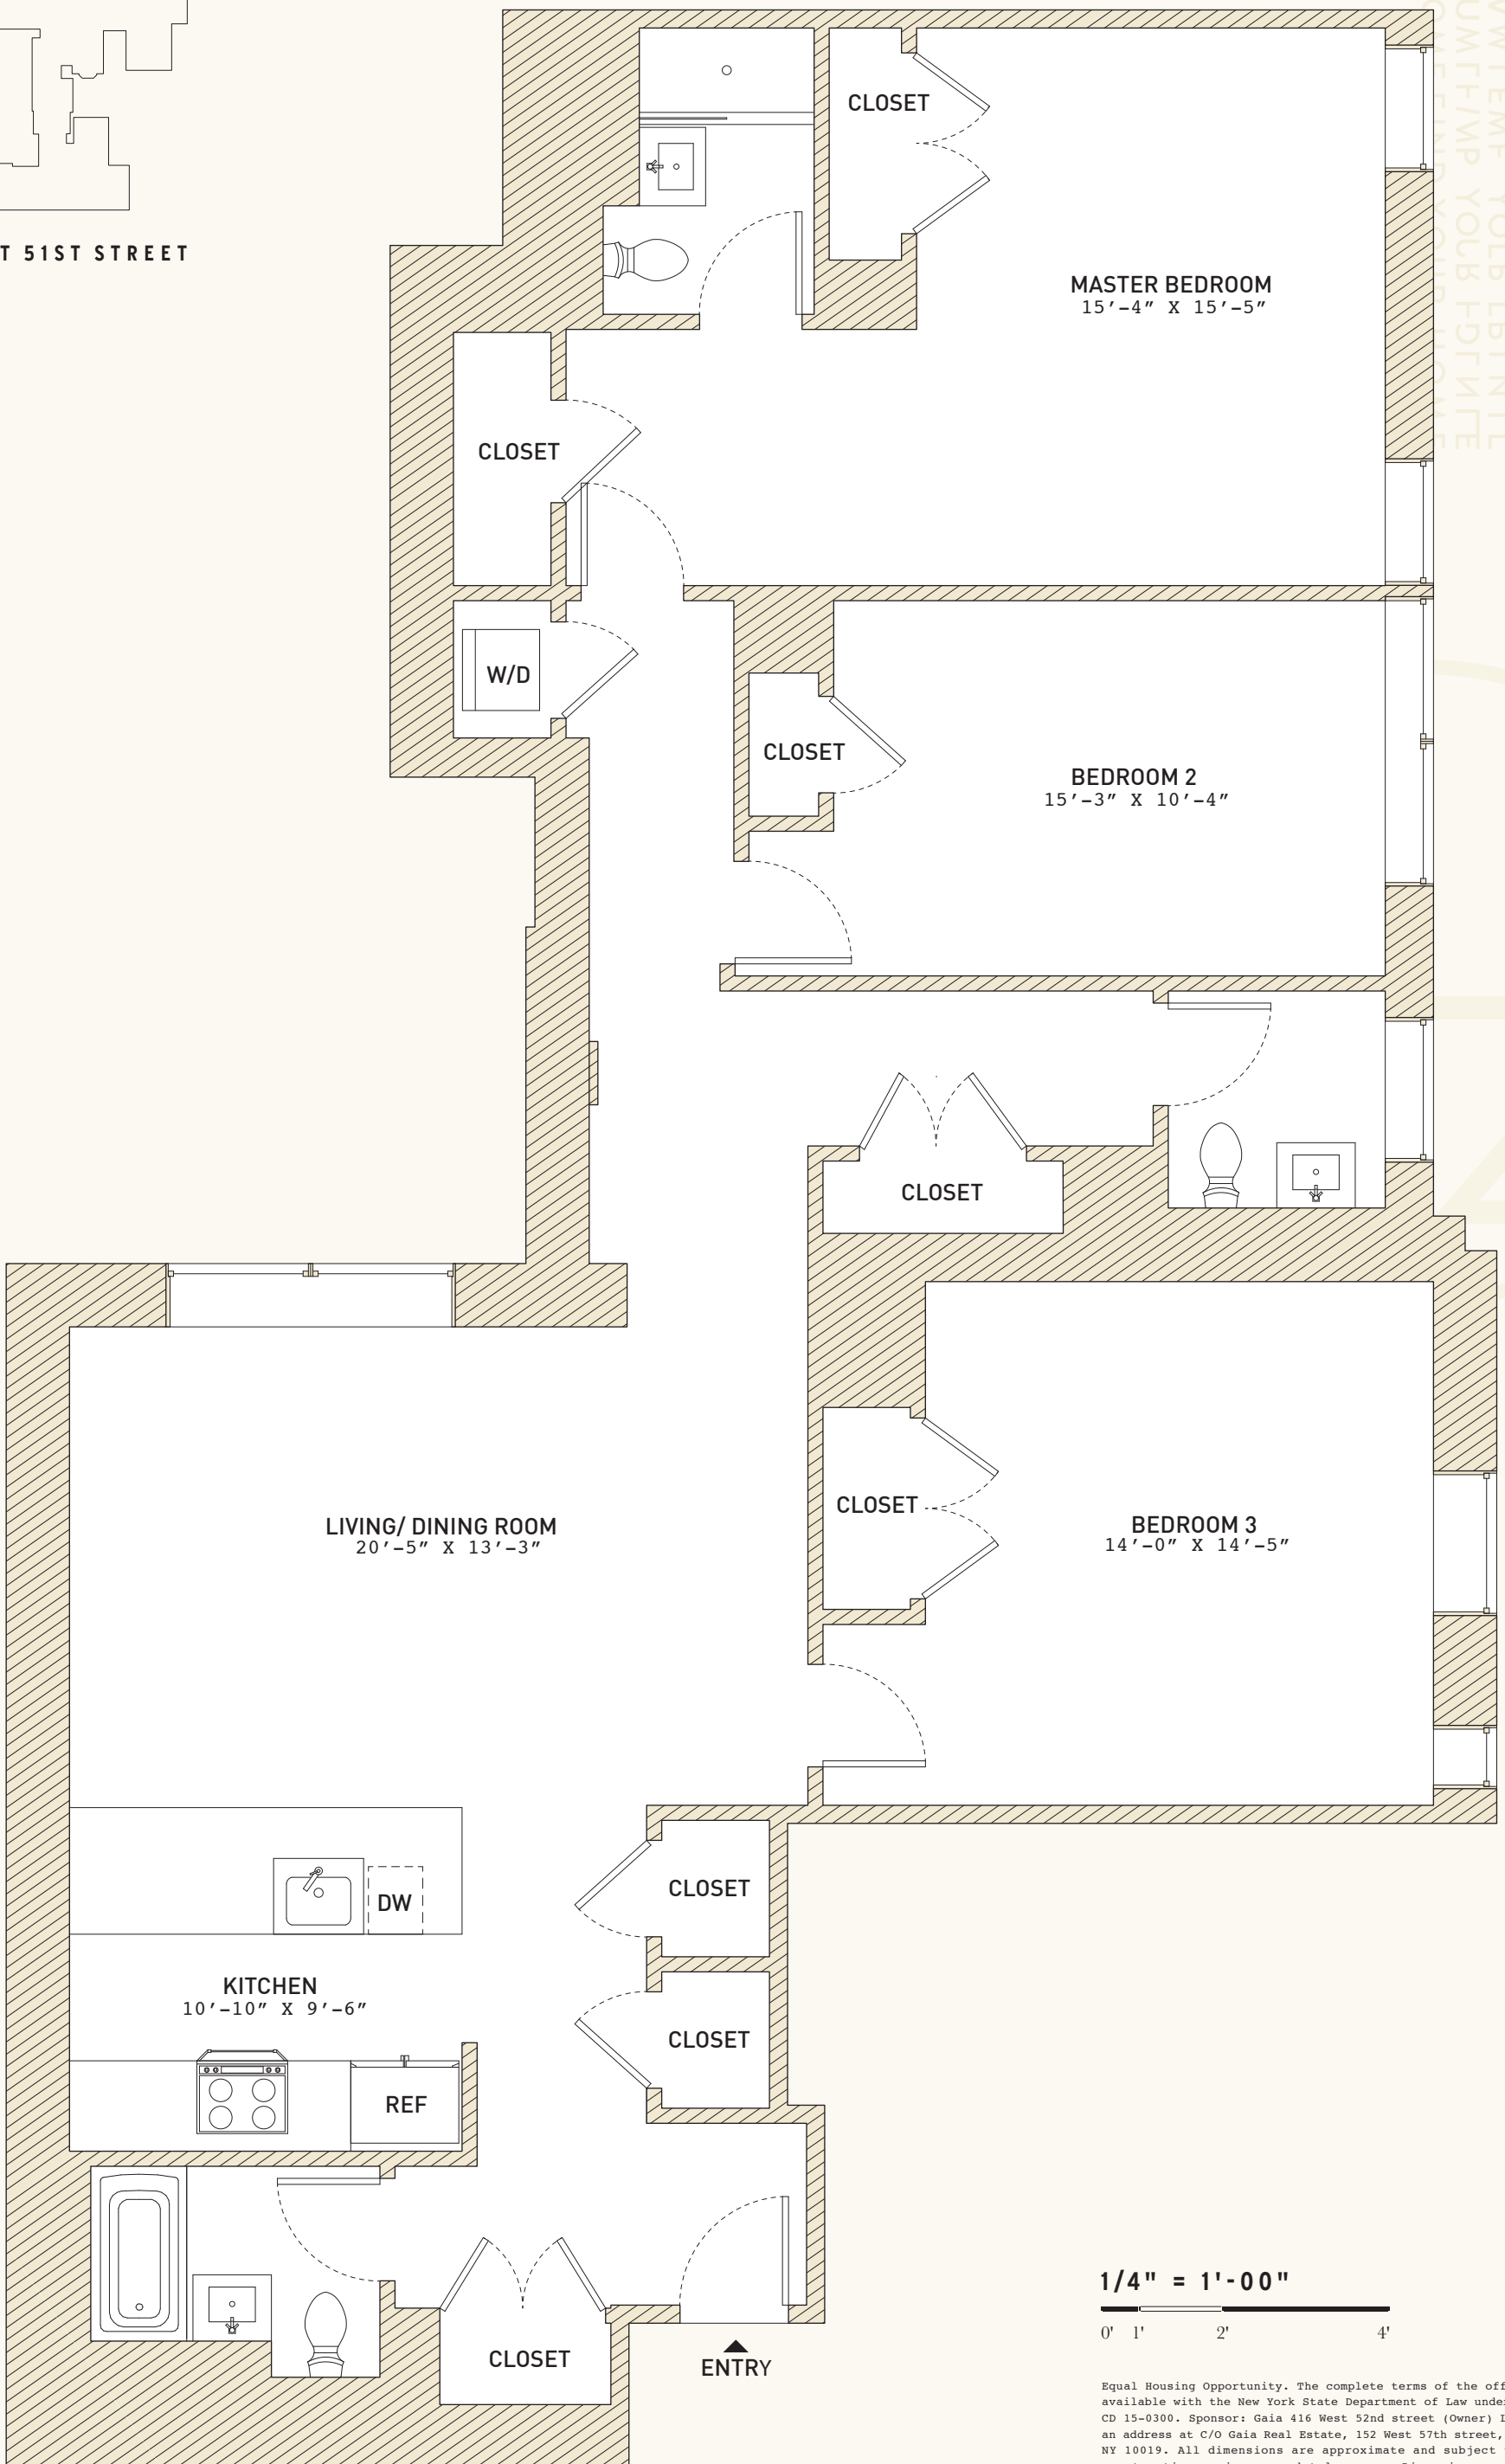 T 51ST STREET
CLOSET
MASTER BEDROOM
15′–4″ X 15′–5″
CLOSET
W/D
CLOSET
BEDROOM 2
15′–3″ X 10′–4″
CLOSET
CLOSET
BEDROOM 3
14′–0″ X 14′–5″
LIVING/ DINING ROOM
20′–5″ X 13′–3″
CLOSET
DW
KITCHEN
10′–10″ X 9′–6″
CLOSET
REF
CLOSET
ENTRY
1/4" = 1'-00"
0' 1' 2' 4'
Equal Housing Opportunity. The complete terms of the off
available with the New York State Department of Law unde
CD 15-0300. Sponsor: Gaia 416 West 52nd street (Owner) L
an address at C/O Gaia Real Estate, 152 West 57th street,
NY 10019. All dimensions are approximate and subject